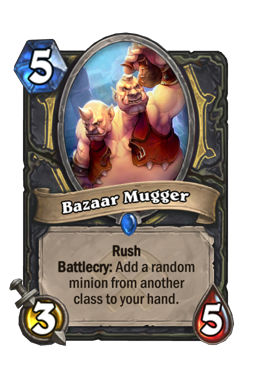 5
Bazaar Mugger
Rush
Battlecry: Add a random
minion from another
class to your hand.
3
5